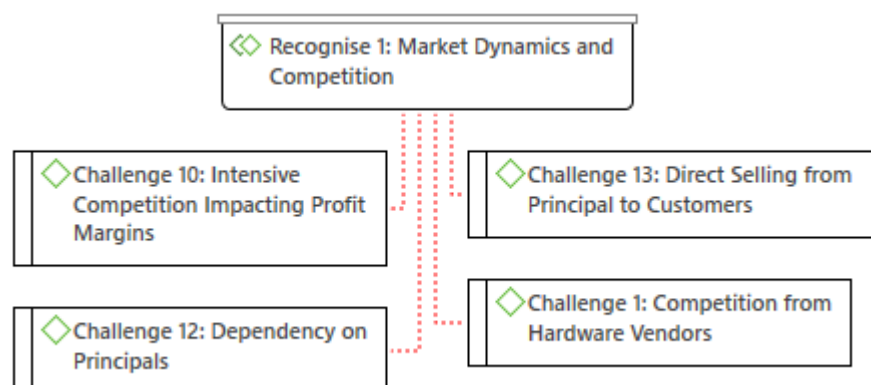 Recognise 1: Market Dynamics and
Competition
Challenge 10: Intensive
Competition Impacting Profit
Margins
Challenge 13: Direct Selling from
Principal to Customers
Challenge 12: Dependency on
Principals
Challenge 1: Competition from
Hardware Vendors